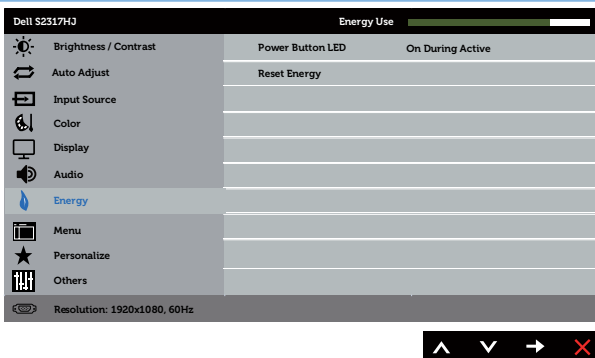 Dell S2317HJ Energy Use
Brightness / Contrast Power Button LED On During Active
Auto Adjust Reset Energy
Input Source
Color
Display
Audio
Energy
Menu
Personalize
Others
Resolution: 1920x1080, 60Hz